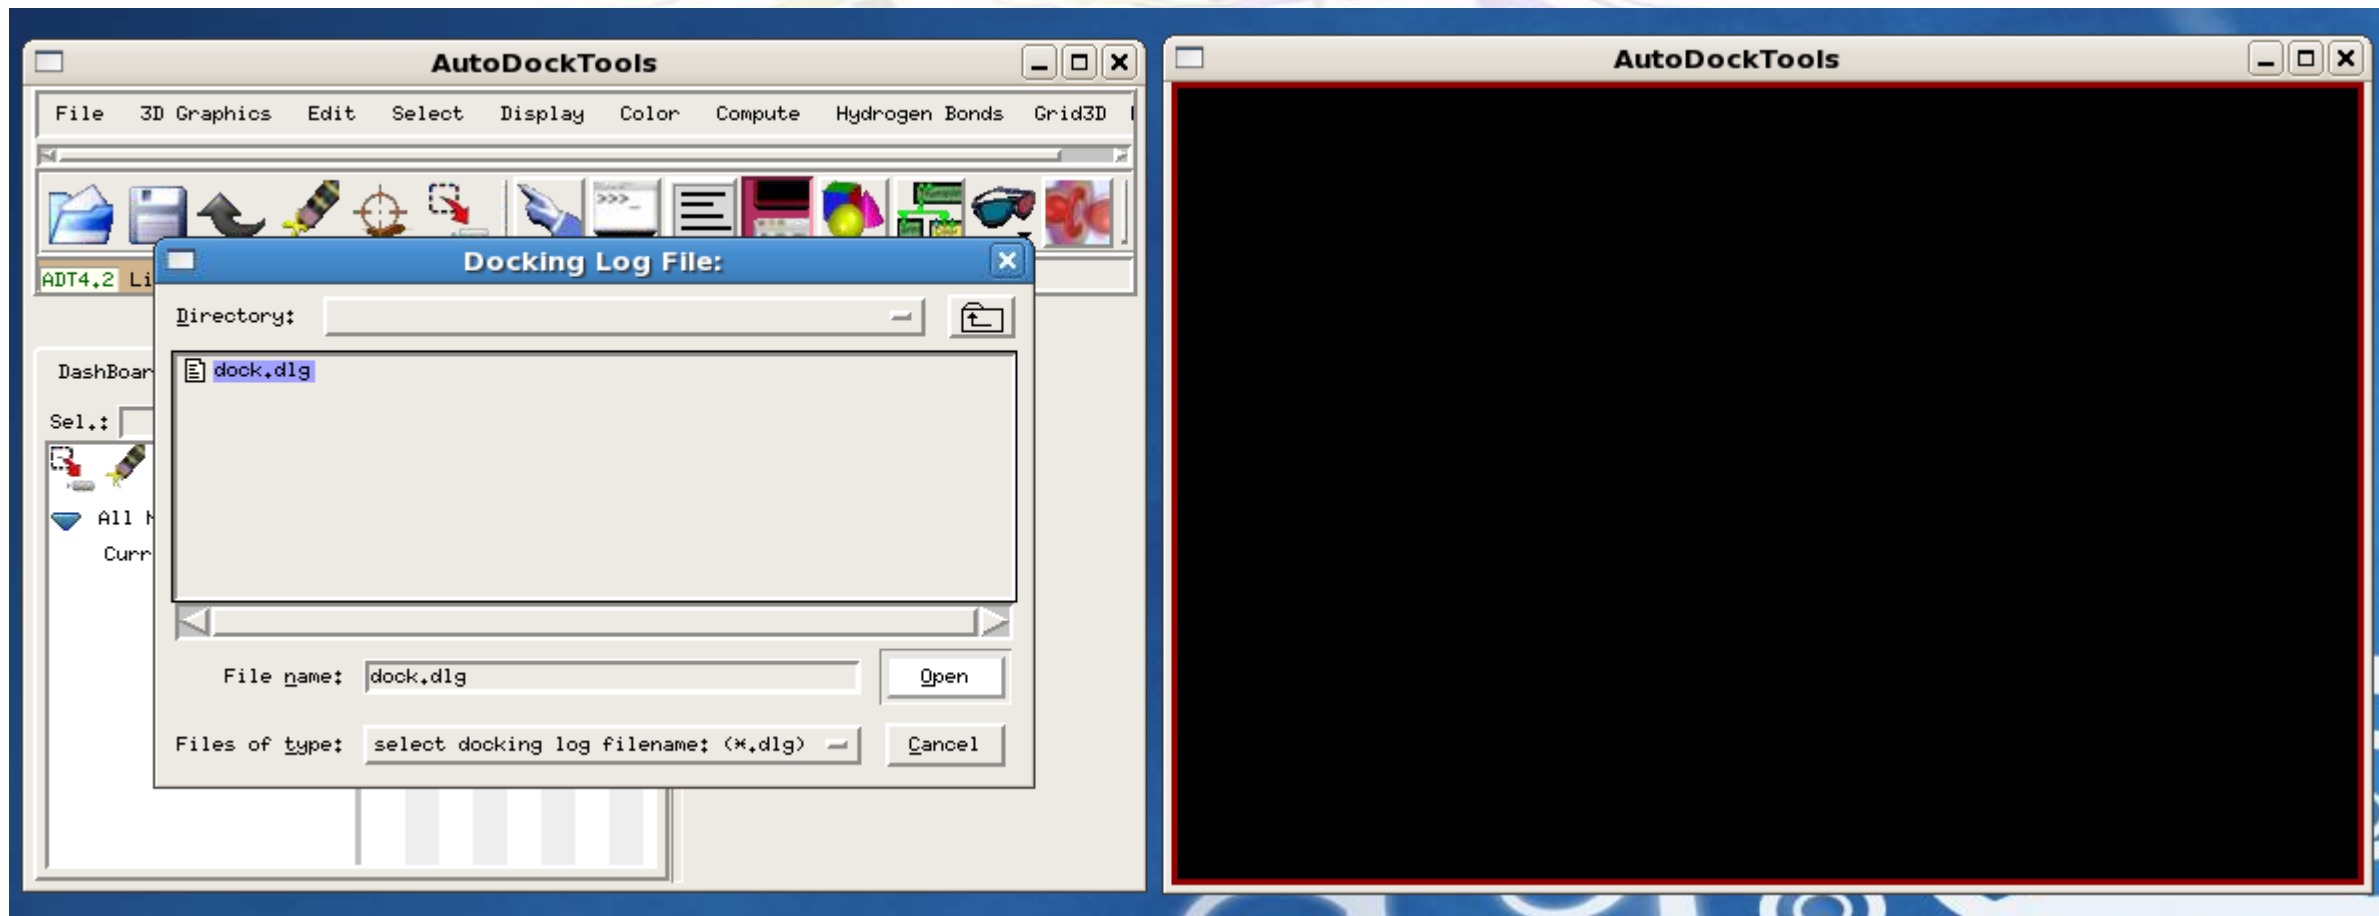 AutoDockTools
File 3D Graphics Edit Select Display Color Compute Hydrogen Bonds Grid3D
>>>_
ADT4.2 Li
Docking Log File:
Directory:
dock.dlg
DashBoar
Sel.:
All
Curr
File name: dock.dlg Open
Files of type: select docking log filename: (*.dlg) Cancel
AutoDockTools